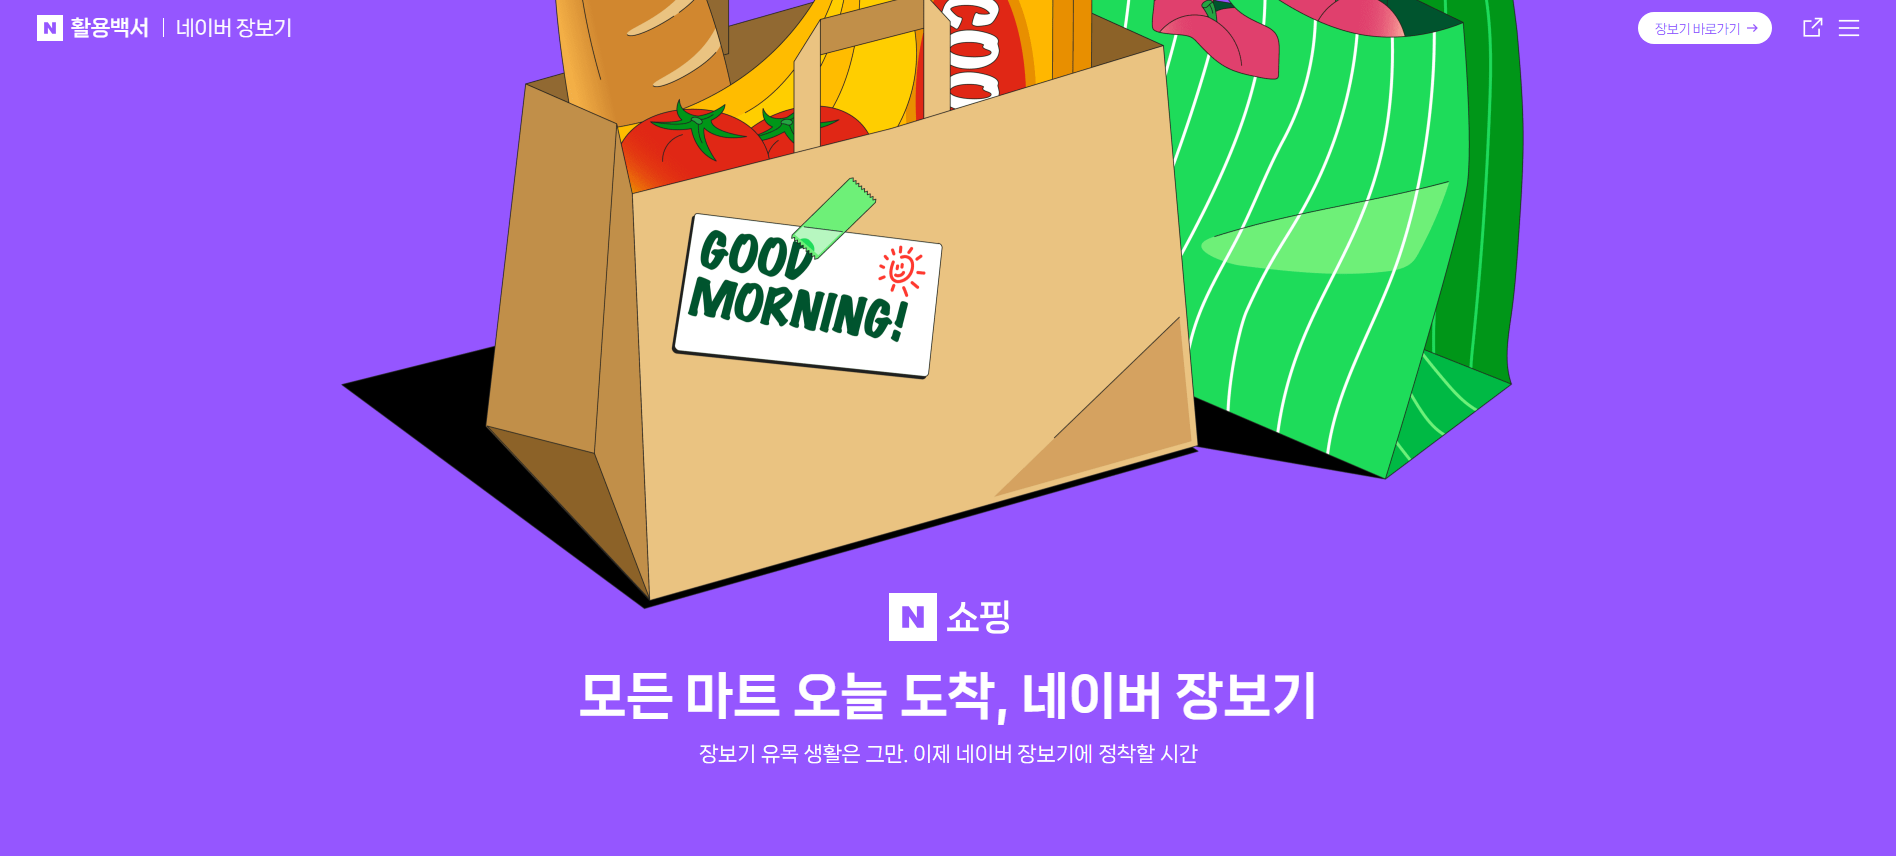 N 활용백서 | 네이버 장보기
장보기 바로가기 →
GOOD
MORNING!
N 쇼핑
모든 마트 오늘 도착, 네이버 장보기
장보기 유목 생활은 그만. 이제 네이버 장보기에 정착할 시간